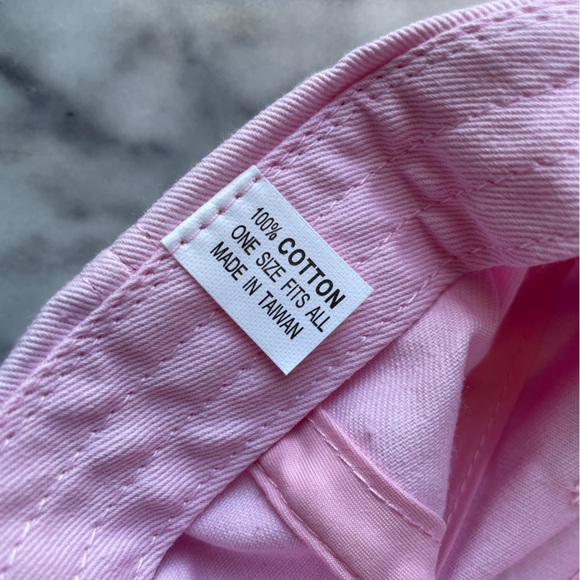 100% COTTON
ONE SIZE FITS ALL
MADE IN TAIWAN